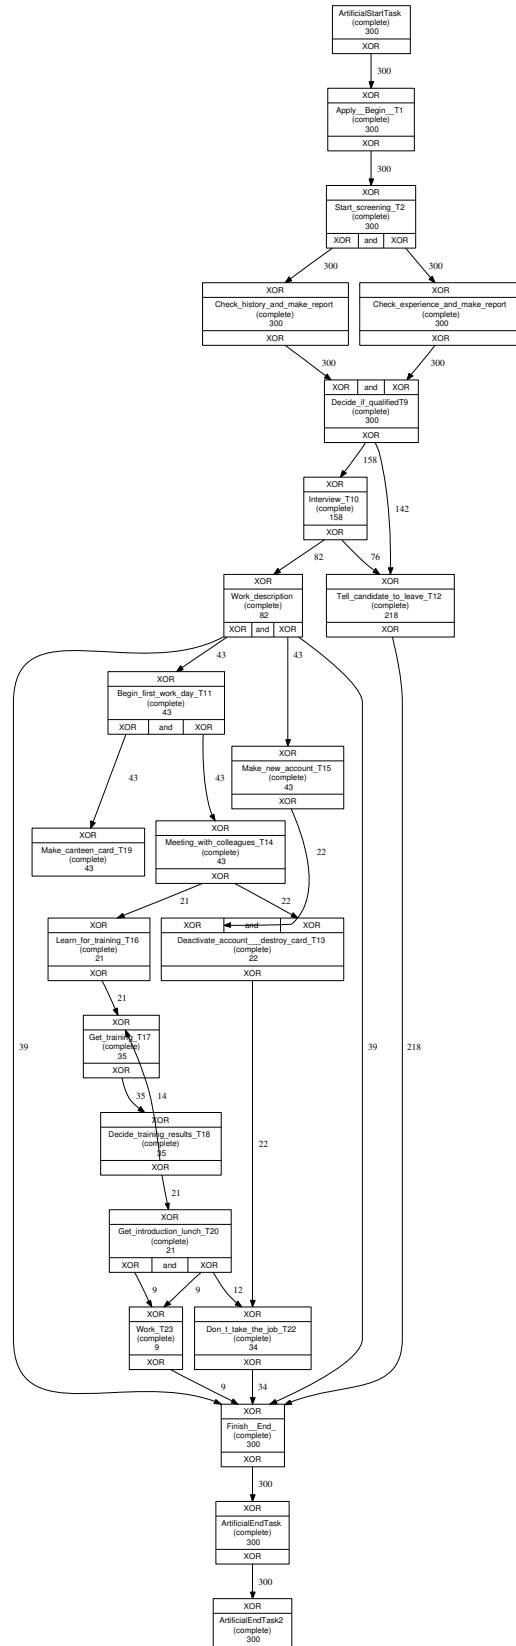 ArtificialStartTask
(complete)
300
XOR
300
XOR
Apply__Begin__T1
(complete)
300
XOR
300
XOR
Start_screening_T2
(complete)
300
XOR and XOR
300 300
XOR XOR
Check_history_and_make_report Check_experience_and_make_report
(complete) (complete)
300 300
XOR XOR
300 300
XOR and XOR
Decide_if_qualifiedT9
(complete)
300
XOR
158
XOR
Interview_T10
(complete)
158
XOR
142
82 76
XOR XOR
Work_description Tell_candidate_to_leave_T12
(complete) (complete)
82 218
XOR and XOR XOR
43 43
XOR
Begin_first_work_day_T11
(complete)
43
XOR and XOR
XOR
Make_new_account_T15
(complete)
43
XOR
43 43
XOR XOR
Make_canteen_card_T19 Meeting_with_colleagues_T14
(complete) (complete)
43 43
XOR
22
21 22
XOR XOR and XOR
Learn_for_training_T16 Deactivate_account___destroy_card_T13
(complete) (complete)
21 22
XOR XOR
21
XOR
Get_training_T17
(complete)
35
XOR
39 39 218
35 14
XOR
Decide_training_results_T18
(complete)
35
XOR
22
21
XOR
Get_introduction_lunch_T20
(complete)
21
XOR and XOR
9 9 12
XOR XOR
Work_T23 Don_t_take_the_job_T22
(complete) (complete)
9 34
XOR XOR
9 34
XOR
Finish__End_
(complete)
300
XOR
300
XOR
ArtificialEndTask
(complete)
300
XOR
300
XOR
ArtificialEndTask2
(complete)
300